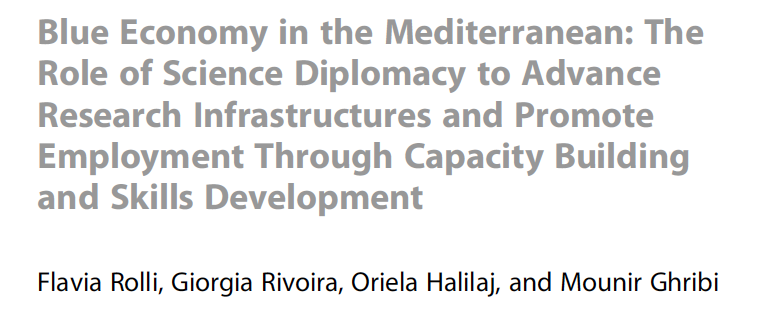 Blue Economy in the Mediterranean: The
Role of Science Diplomacy to Advance
Research Infrastructures and Promote
Employment Through Capacity Building
and Skills Development
Flavia Rolli, Giorgia Rivoira, Oriela Halilaj, and Mounir Ghribi